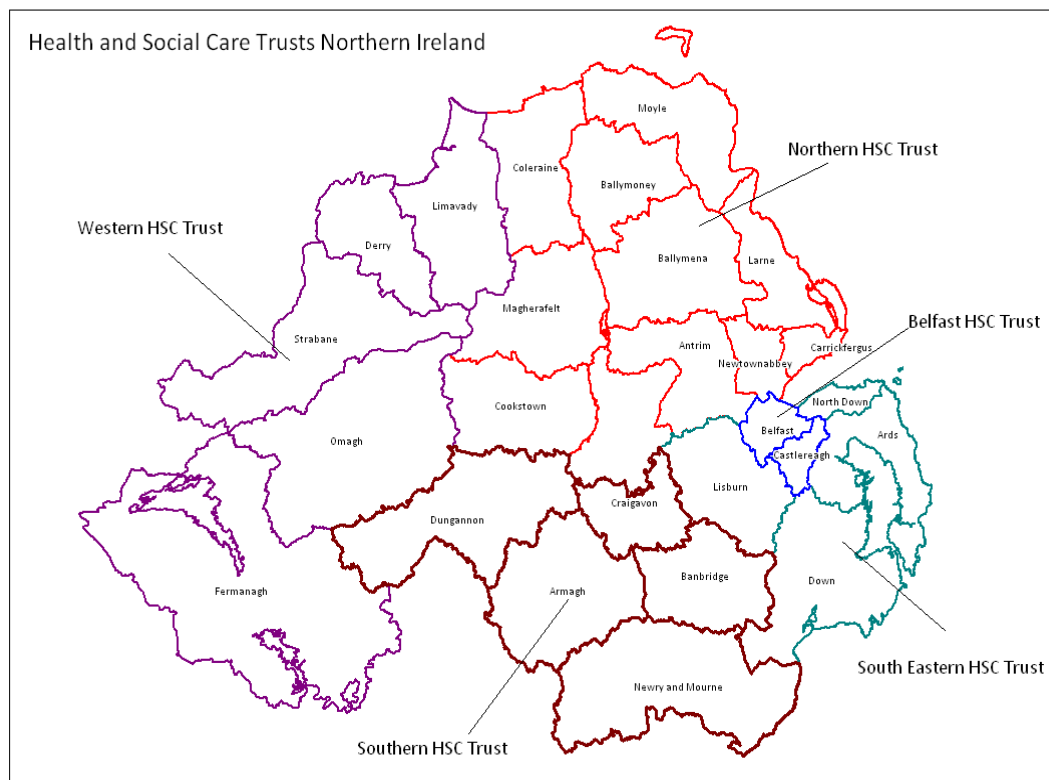 Health and Social Care Trusts Northern Ireland
Moyle
Northern HSC Trust
Coleraine
Ballymoney
Limavady
Western HSC Trust
Derry
Ballymena
Larne
Magherafelt
Belfast HSC Trust
Strabane
Antrim
Carrickfergus
Newtownabbey
Cookstown
North Down
Omagh
Belfast
Ards
Castlereagh
Lisburn
Craigavon
Dungannon
Banbridge
Down
Fermanagh
Armagh
South Eastern HSC Trust
Newry and Mourne
Southern HSC Trust